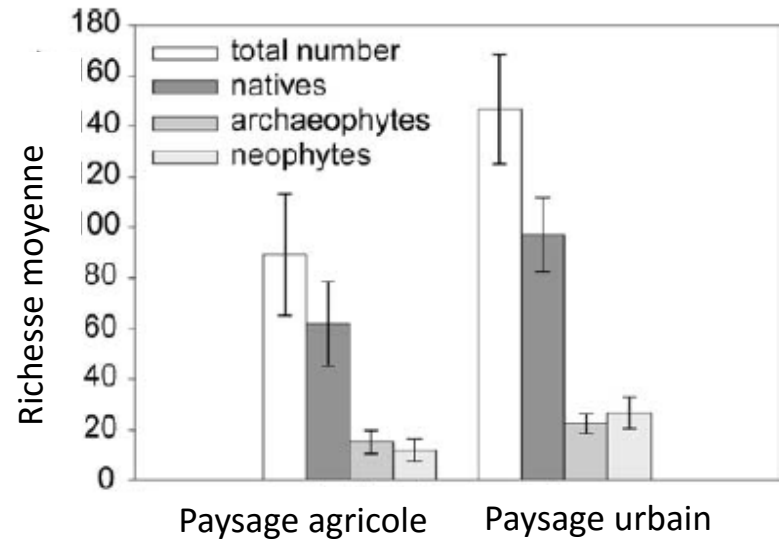 180
160
140
120
100
80
60
40
20
0
Richesse moyenne
total number
natives
archaeophytes
neophytes
Paysage agricole
Paysage urbain